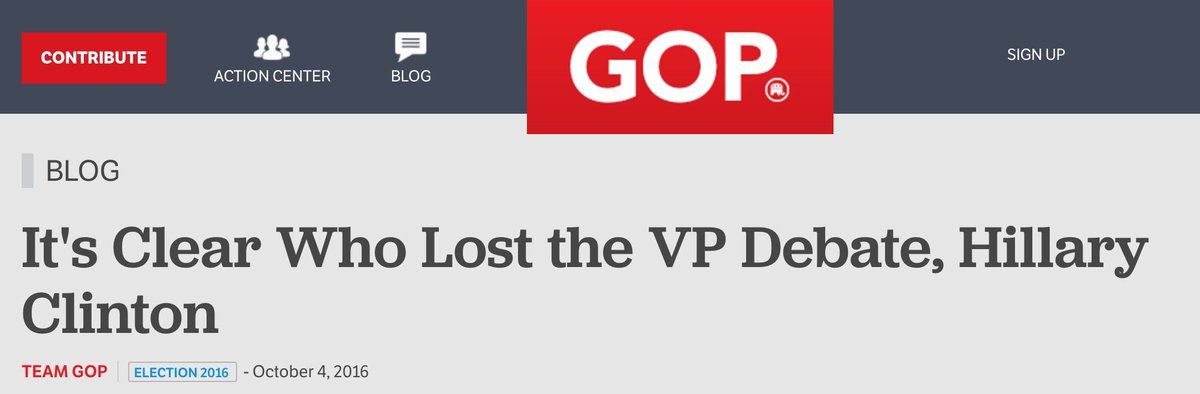 CONTRIBUTE
ACTION CENTER
BLOG
GOP
SIGN UP
BLOG
It's Clear Who Lost the VP Debate, Hillary
Clinton
TEAM GOP ELECTION 2016 - October 4, 2016